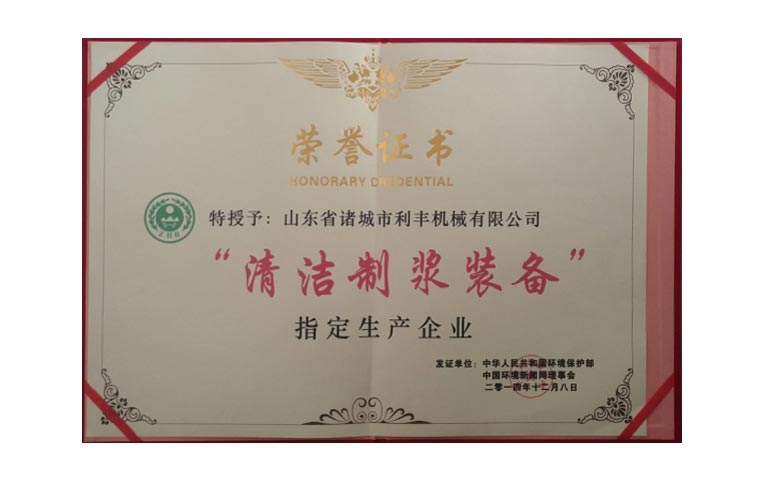 荣誉证书
HONORARY CREDENTIAL
特授予：山东省诸城市利丰机械有限公司
“清洁制浆装备”
指定生产企业
发证单位：中华人民共和国环境保护部
中国环境新闻网理事会
二零一四年十二月八日